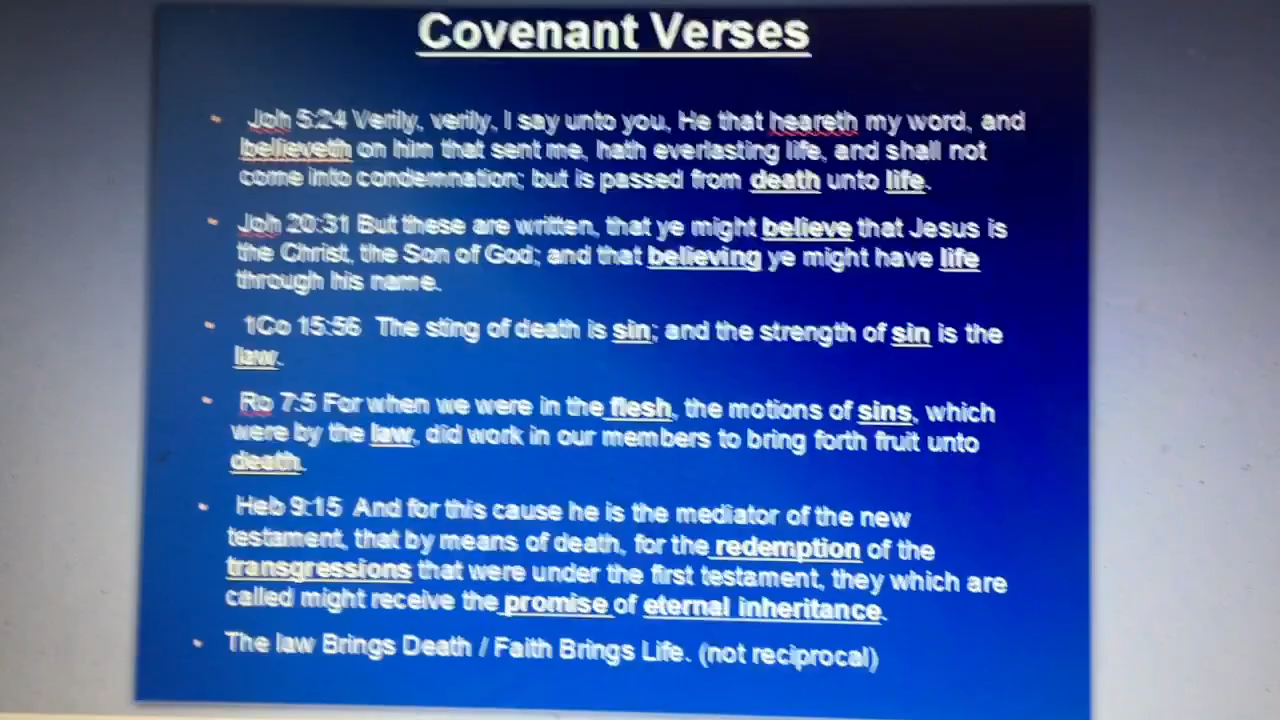 Covenant Verses
• Joh 5:24 Verily, verily, I say unto you, He that heareth my word, and
believeth on him that sent me, hath everlasting life, and shall not
come into condemnation; but is passed from death unto life.
• Joh 20:31 But these are written, that ye might believe that Jesus is
the Christ, the Son of God; and that believing ye might have life
through his name.
• 1Co 15:56 The sting of death is sin; and the strength of sin is the
law.
• Ro 7:5 For when we were in the flesh, the motions of sins, which
were by the law, did work in our members to bring forth fruit unto
death.
• Heb 9:15 And for this cause he is the mediator of the new
testament, that by means of death, for the redemption of the
transgressions that were under the first testament, they which are
called might receive the promise of eternal inheritance.
• The law Brings Death / Faith Brings Life. (not reciprocal)